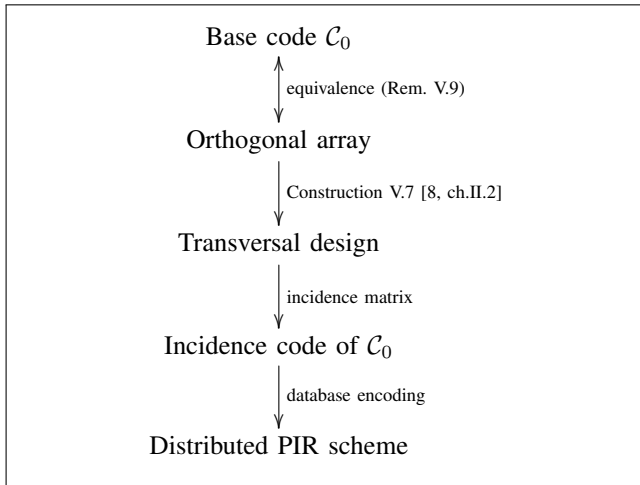 Base code 𝒞₀
equivalence (Rem. V.9)
Orthogonal array
Construction V.7 [8, ch.II.2]
Transversal design
incidence matrix
Incidence code of 𝒞₀
database encoding
Distributed PIR scheme